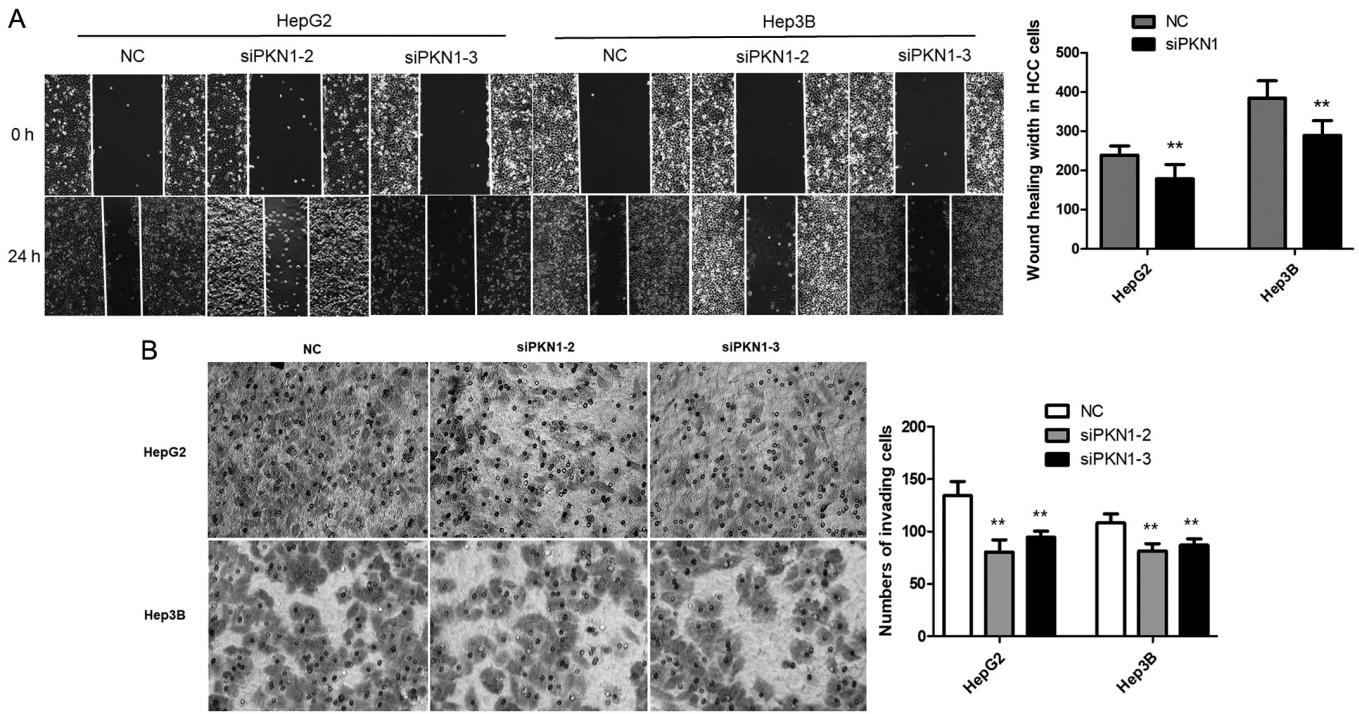 A
HepG2
Hep3B
NC
siPKN1-2
siPKN1-3
NC
siPKN1-2
siPKN1-3
0 h
24 h
NC
siPKN1
Wound healing width in HCC cells
500
400
300
200
100
0
**
**
HepG2
Hep3B
B
NC
siPKN1-2
siPKN1-3
HepG2
Hep3B
NC
siPKN1-2
siPKN1-3
Numbers of invading cells
200
150
100
50
0
**
**
**
**
HepG2
Hep3B